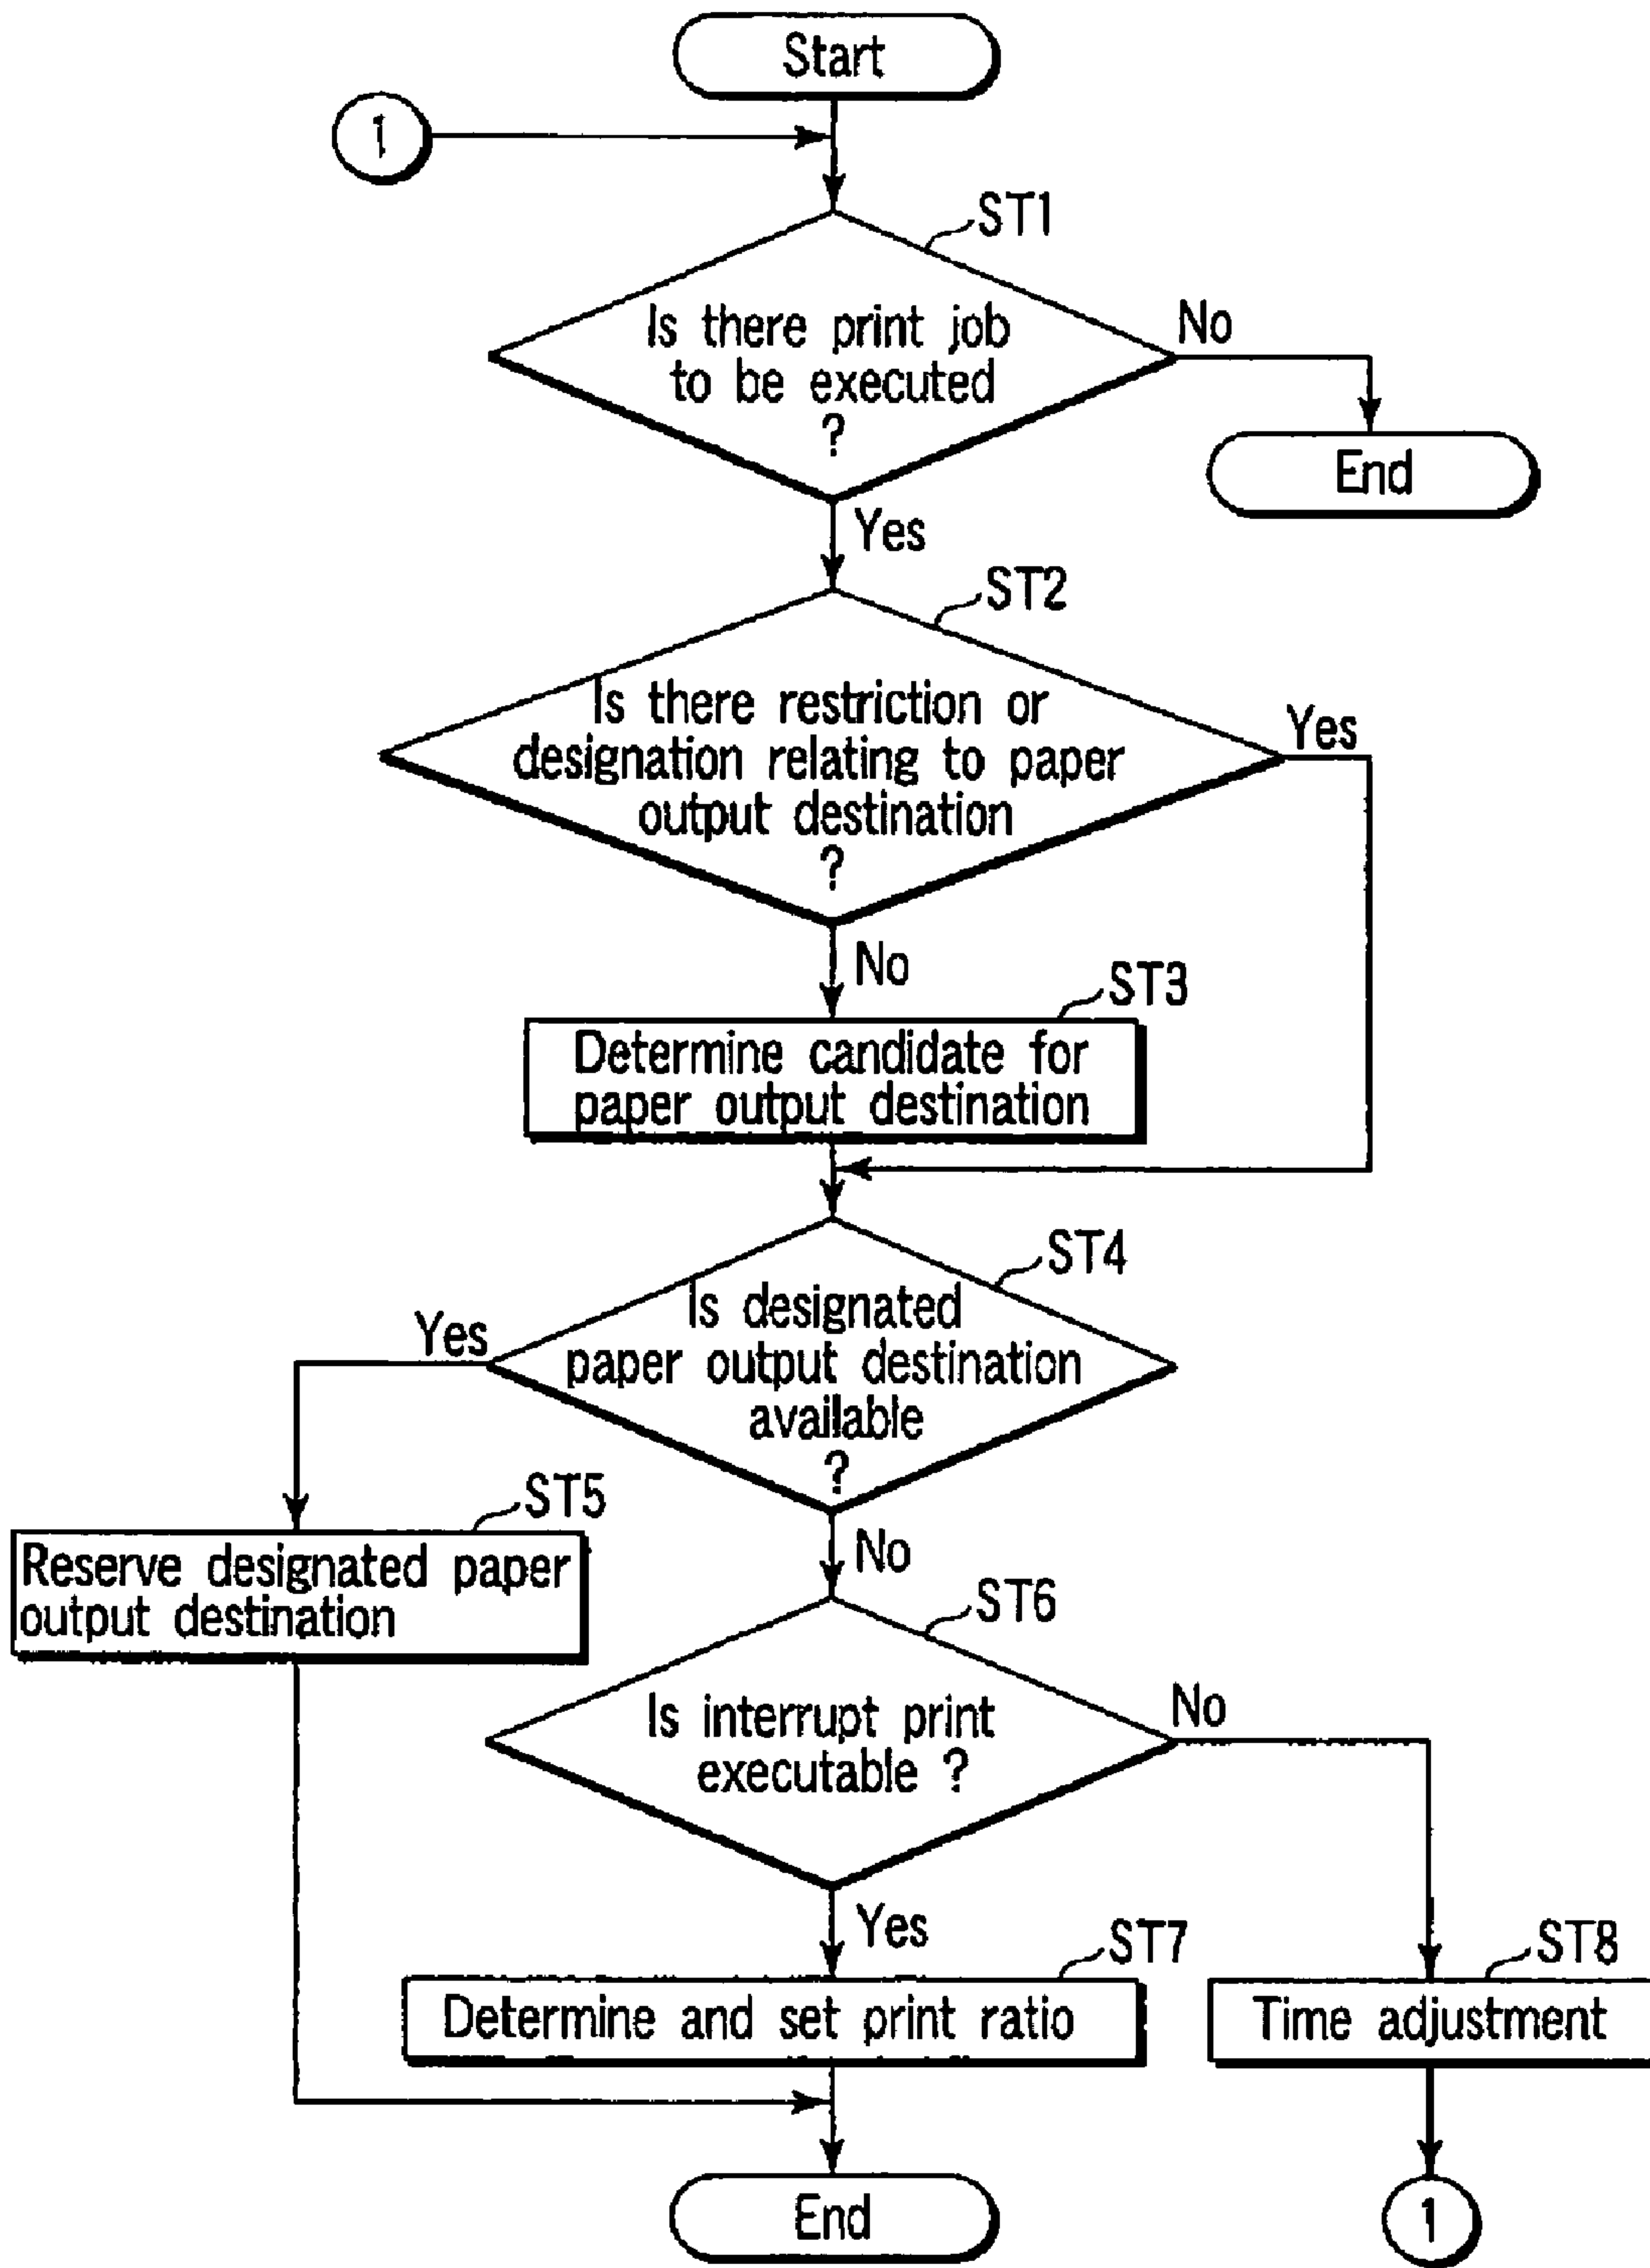 Start
1
ST1
Is there print job
to be executed
?
No
End
Yes
ST2
Is there restriction or
designation relating to paper
output destination
?
Yes
No
ST3
Determine candidate for
paper output destination
ST4
Is designated
paper output destination
available
?
Yes
No
ST5
Reserve designated paper
output destination
ST6
Is interrupt print
executable ?
No
Yes
ST7
Determine and set print ratio
ST8
Time adjustment
End
1